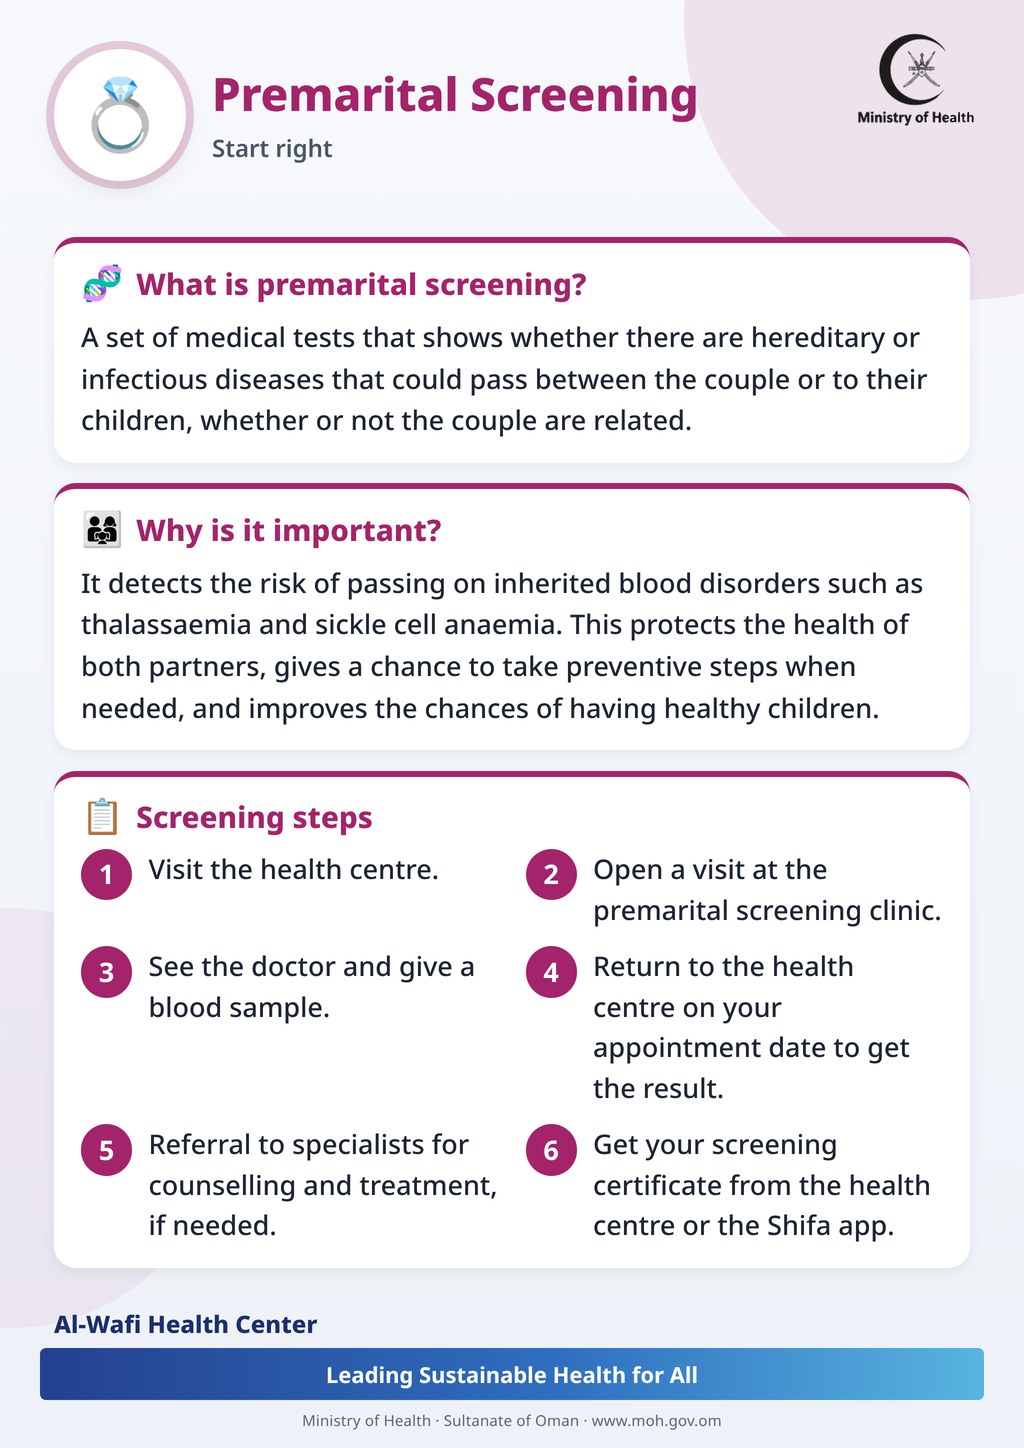 Premarital Screening
Start right
Ministry of Health
What is premarital screening?
A set of medical tests that shows whether there are hereditary or
infectious diseases that could pass between the couple or to their
children, whether or not the couple are related.
Why is it important?
It detects the risk of passing on inherited blood disorders such as
thalassaemia and sickle cell anaemia. This protects the health of
both partners, gives a chance to take preventive steps when
needed, and improves the chances of having healthy children.
Screening steps
1 Visit the health centre.
2 Open a visit at the
premarital screening clinic.
3 See the doctor and give a
blood sample.
4 Return to the health
centre on your
appointment date to get
the result.
5 Referral to specialists for
counselling and treatment,
if needed.
6 Get your screening
certificate from the health
centre or the Shifa app.
Al-Wafi Health Center
Leading Sustainable Health for All
Ministry of Health · Sultanate of Oman · www.moh.gov.om